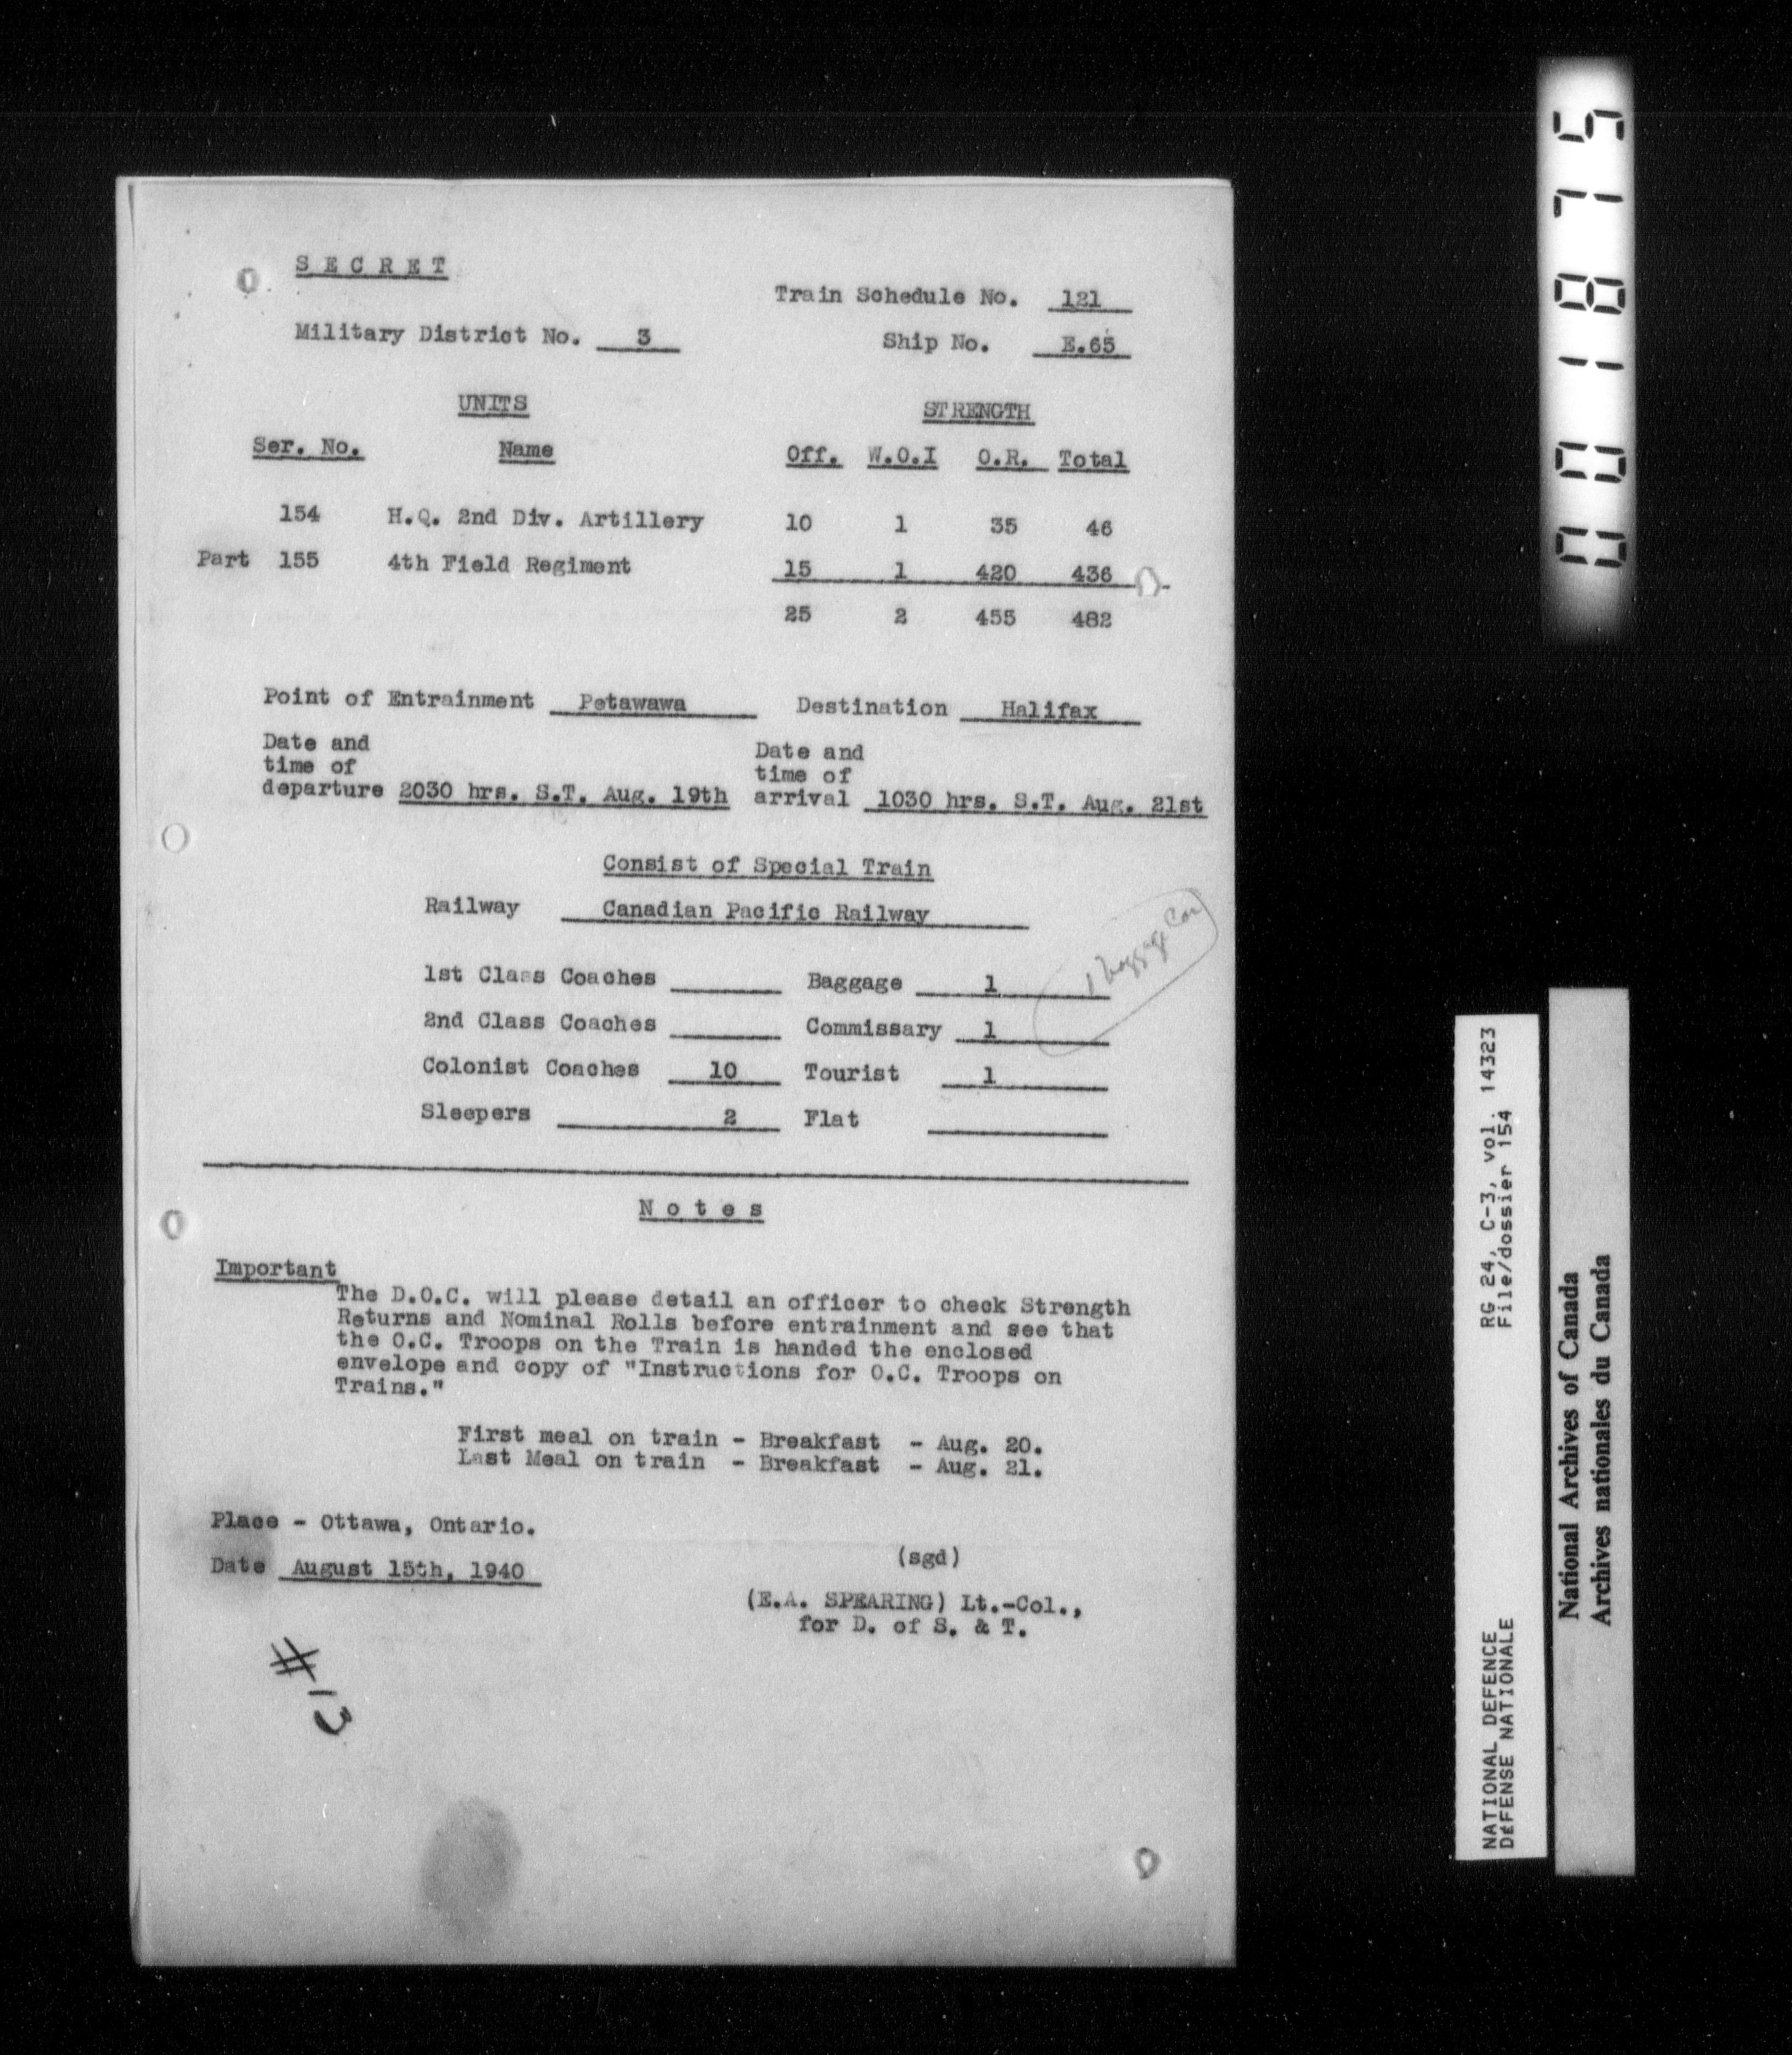 S E C R E T
Train Schedule No. 121
Military District No. 3
Ship No. E.65
UNITS
STRENGTH
Ser. No. Name Off. W.O.I O.R. Total
154 H.Q. 2nd Div. Artillery 10 1 35 46
Part 155 4th Field Regiment 15 1 420 436
25 2 455 482
Point of Entrainment Petawawa Destination Halifax
Date and
time of
departure 2030 hrs. S.T. Aug. 19th
Date and
time of
arrival 1030 hrs. S.T. Aug. 21st
Consist of Special Train
Railway Canadian Pacific Railway
1st Class Coaches Baggage 1
1 baggage Car
2nd Class Coaches Commissary 1
Colonist Coaches 10 Tourist 1
Sleepers 2 Flat
N o t e s
Important
The D.O.C. will please detail an officer to check Strength
Returns and Nominal Rolls before entrainment and see that
the O.C. Troops on the Train is handed the enclosed
envelope and copy of "Instructions for O.C. Troops on
Trains."
First meal on train - Breakfast - Aug. 20.
Last Meal on train - Breakfast - Aug. 21.
Place - Ottawa, Ontario.
Date August 15th, 1940
(sgd)
(E.A. SPEARING) Lt.-Col.,
for D. of S. & T.
#13
001875
NATIONAL DEFENCE RG 24, C-3, vol. 14323
DÉFENSE NATIONALE File/dossier 154
National Archives of Canada
Archives nationales du Canada